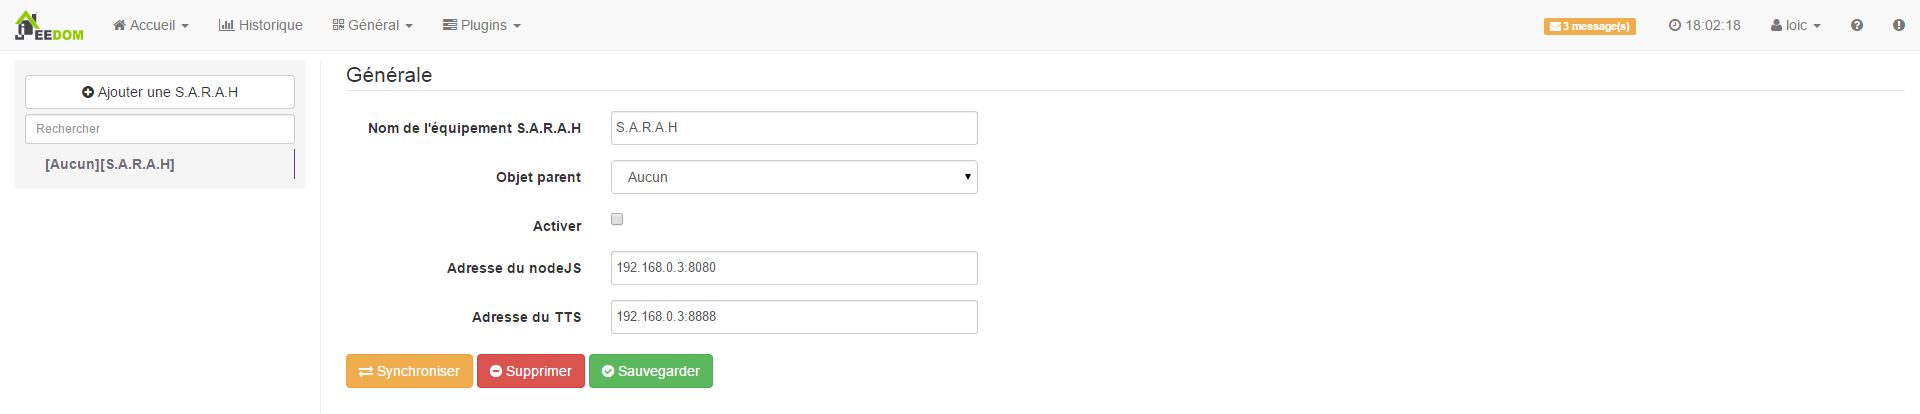 JEEDOM Accueil Historique Général Plugins 3 message(s) 18:02:18 loic
Générale
Ajouter une S.A.R.A.H
Rechercher
[Aucun][S.A.R.A.H]
Nom de l'équipement S.A.R.A.H S.A.R.A.H
Objet parent Aucun
Activer
Adresse du nodeJS 192.168.0.3:8080
Adresse du TTS 192.168.0.3:8888
Synchroniser Supprimer Sauvegarder